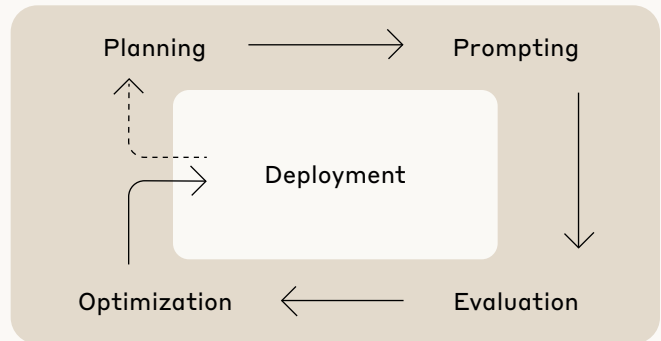 Planning
Prompting
Deployment
Optimization
Evaluation